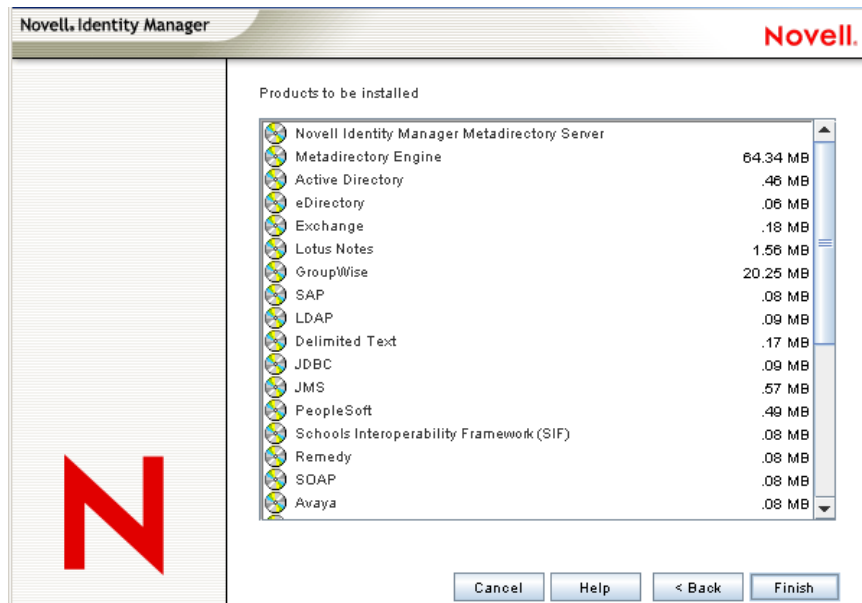 Novell. Identity Manager
Novell.
Products to be installed
Novell Identity Manager Metadirectory Server
Metadirectory Engine 64.34 MB
Active Directory .46 MB
eDirectory .06 MB
Exchange .18 MB
Lotus Notes 1.56 MB
GroupWise 20.25 MB
SAP .08 MB
LDAP .09 MB
Delimited Text .17 MB
JDBC .09 MB
JMS .57 MB
PeopleSoft .49 MB
Schools Interoperability Framework (SIF) .08 MB
Remedy .08 MB
SOAP .08 MB
Avaya .08 MB
N
Cancel Help < Back Finish